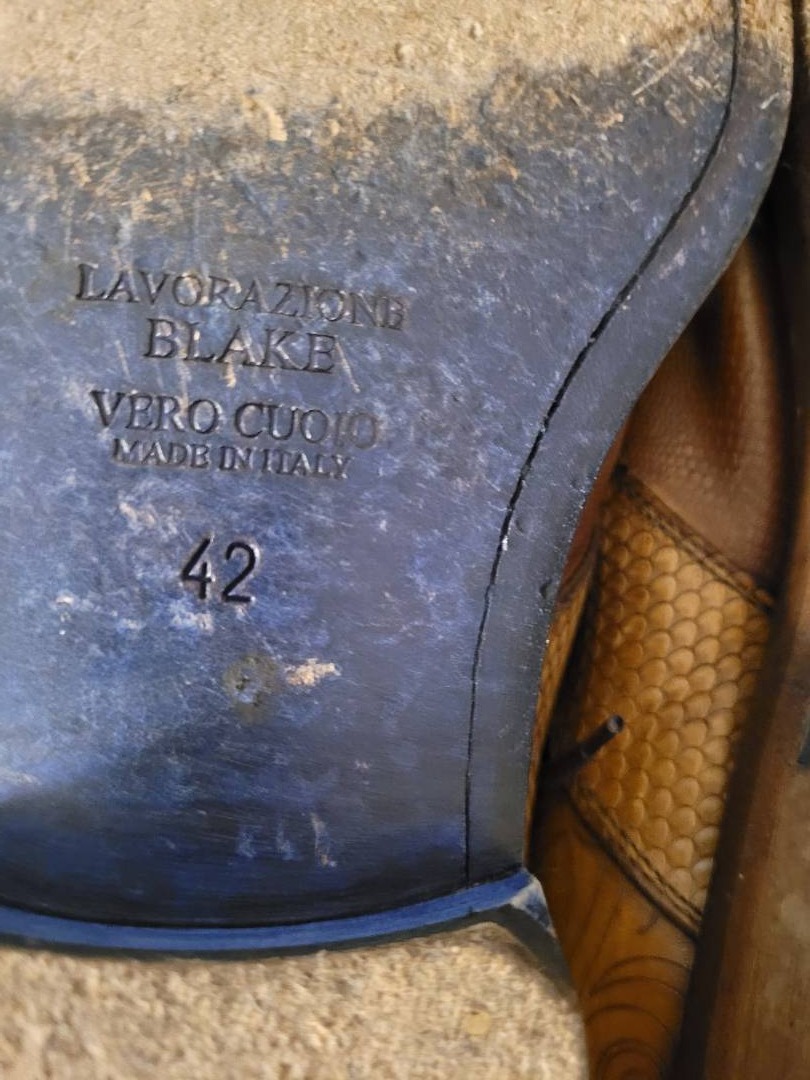 LAVORAZIONE
BLAKE
VERO CUOIO
MADE IN ITALY
42